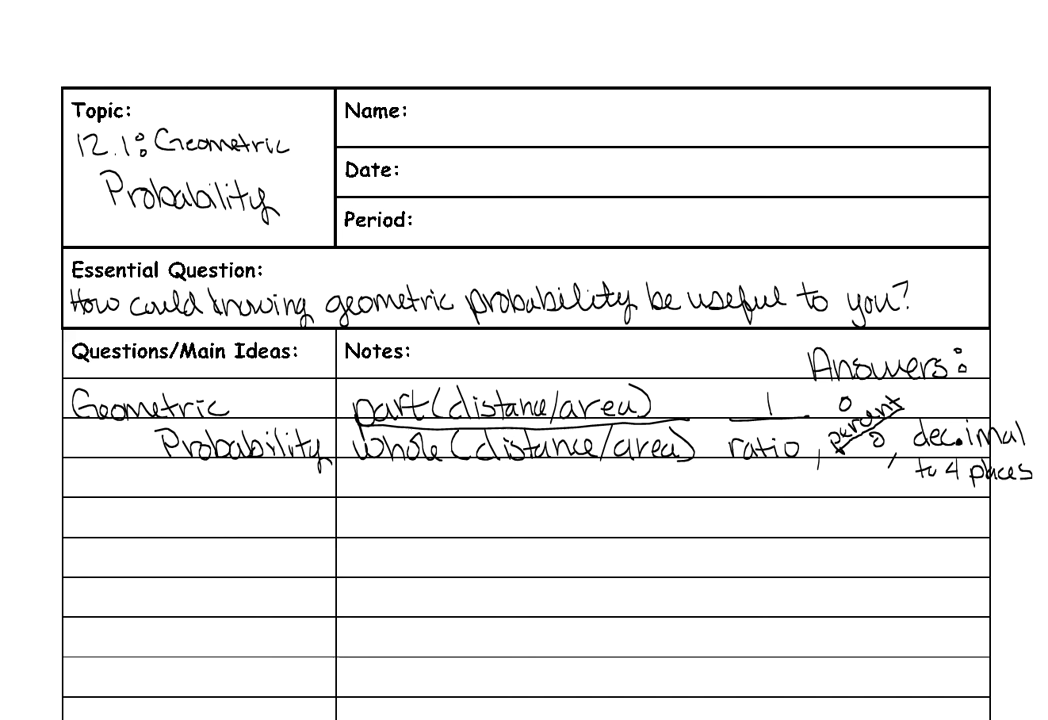 Topic:
12.1: Geometric
Probability
Name:
Date:
Period:
Essential Question:
How could knowing geometric probability be useful to you?
Questions/Main Ideas:
Notes:
Answers:
Geometric
Probability
part(distance/area)
whole(distance/area)
1
ratio, percent, decimal
to 4 places